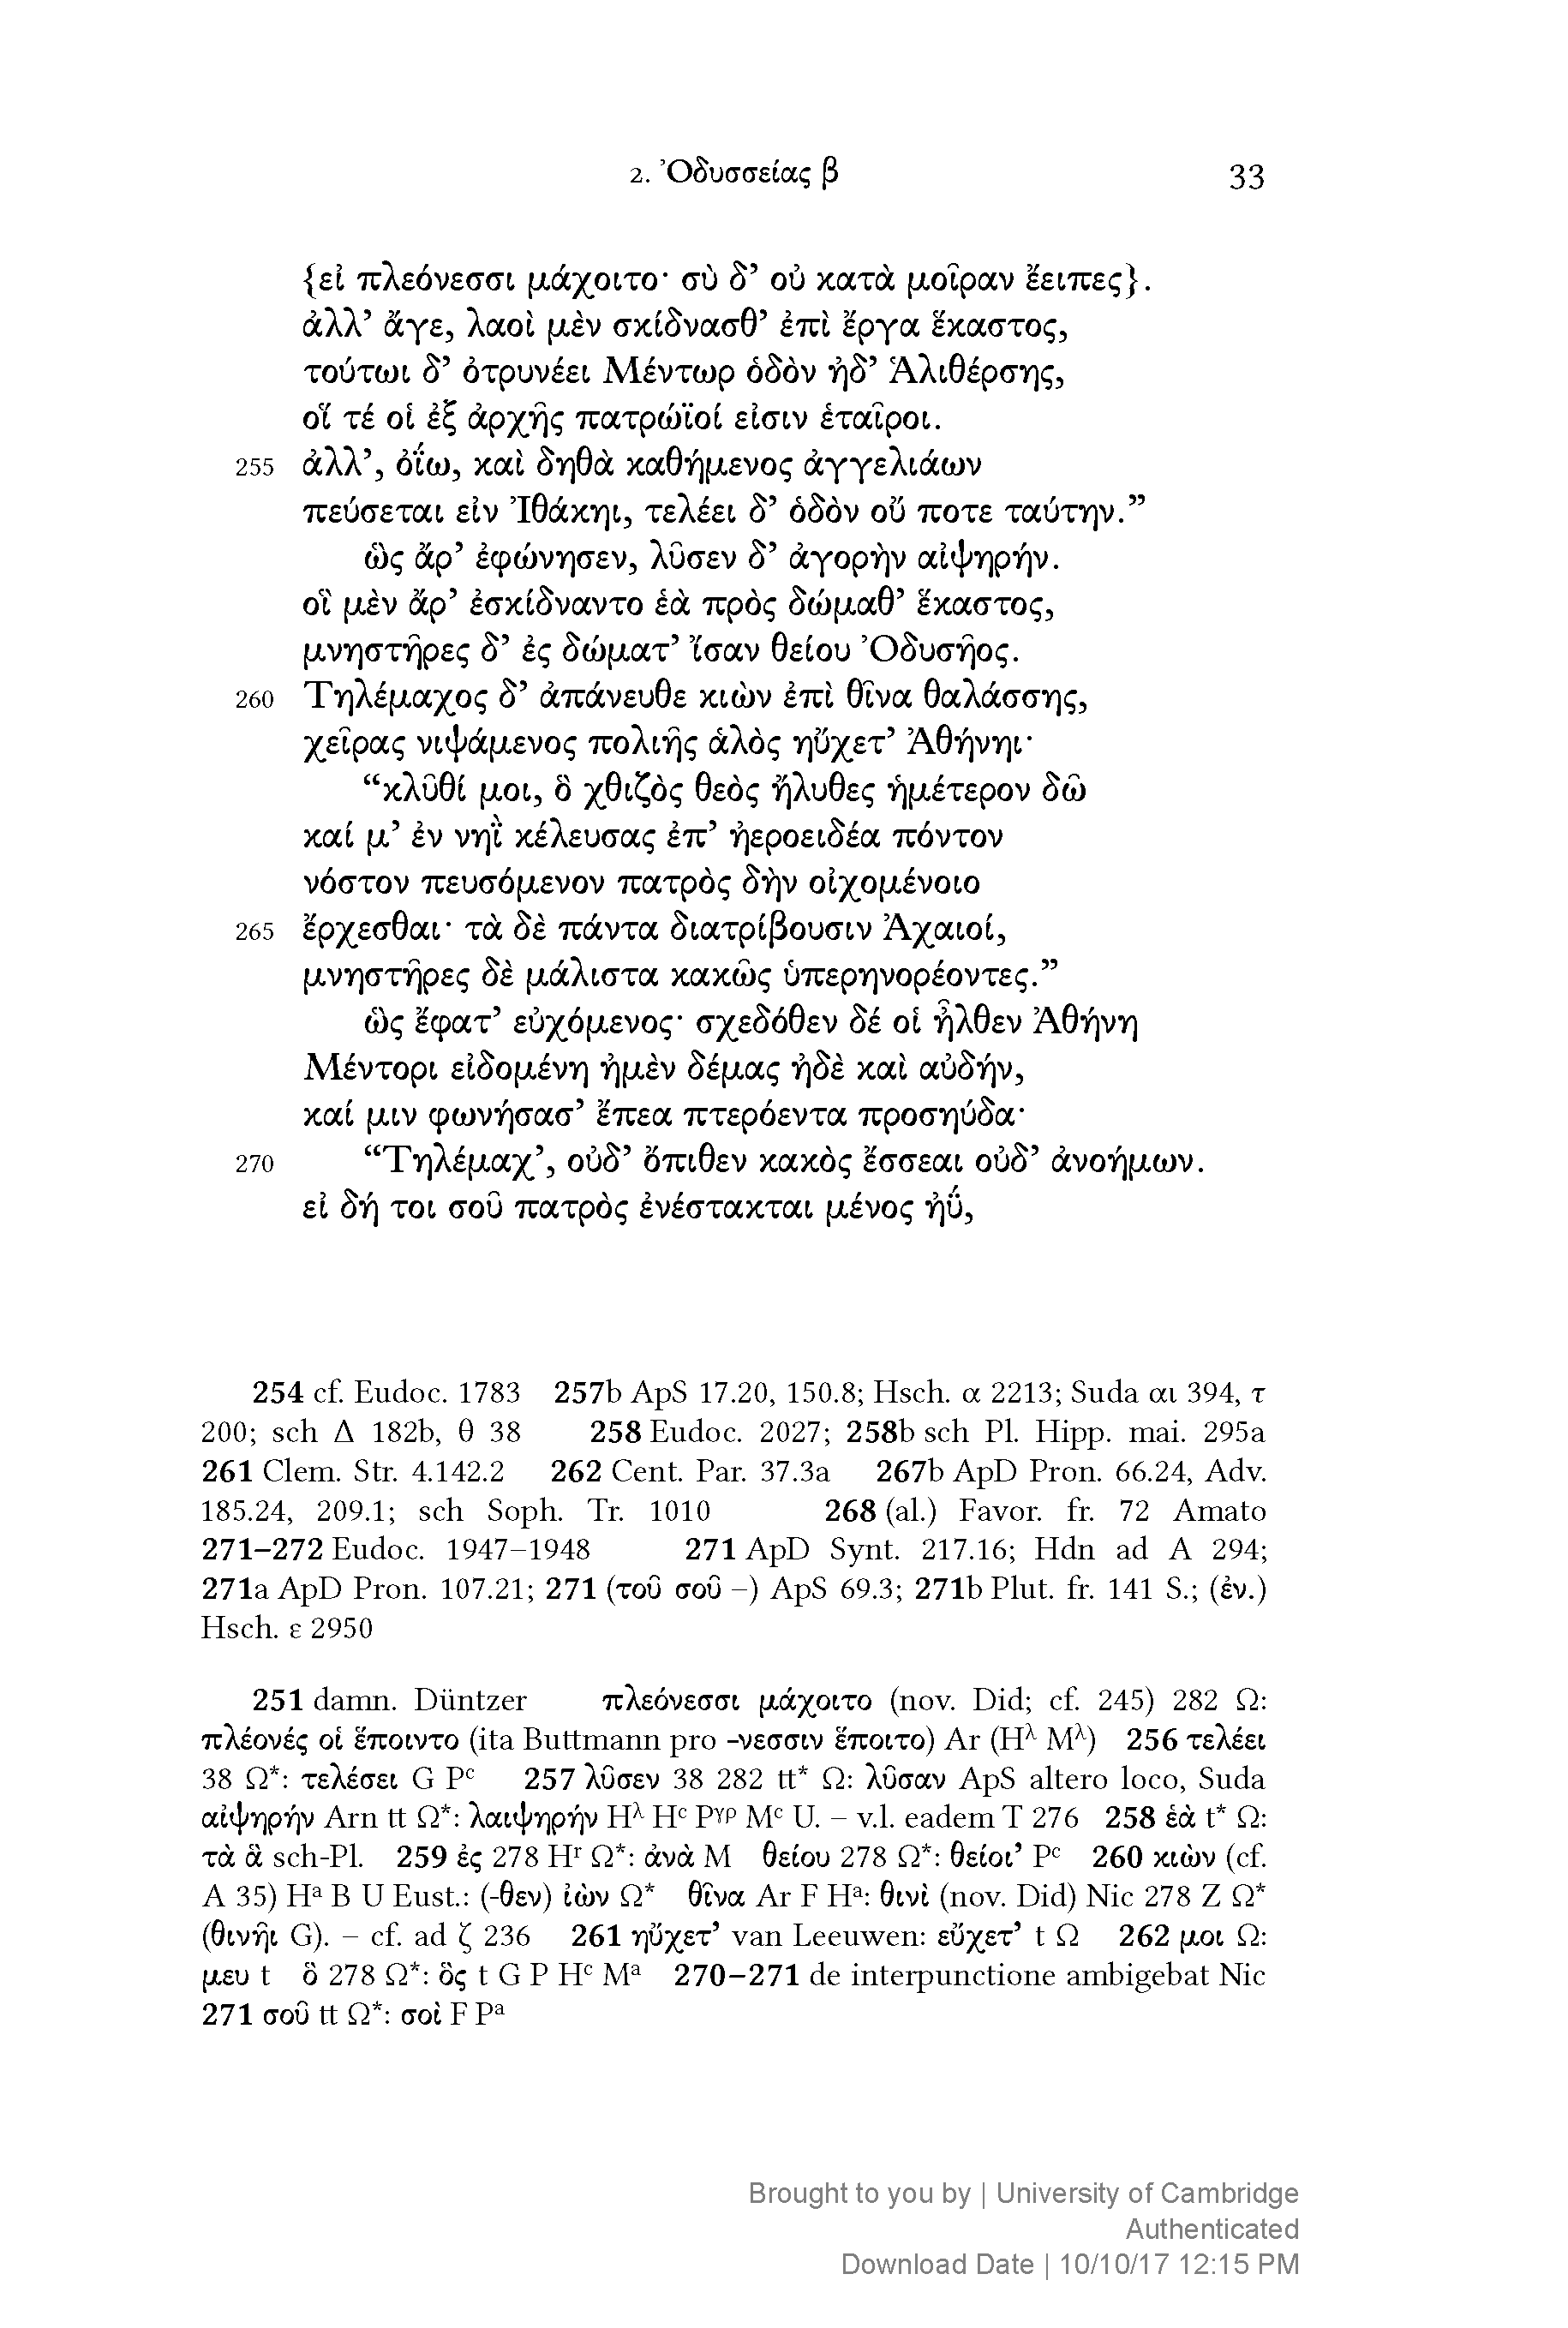 2. Ὀδυσσείας β 33
{εἰ πλεόνεσσι μάχοιτο· σὺ δ’ οὐ κατὰ μοῖραν ἔειπες}.
ἀλλ’ ἄγε, λαοὶ μὲν σκίδνασθ’ ἐπὶ ἔργα ἕκαστος,
τούτωι δ’ ὀτρυνέει Μέντωρ ὁδὸν ἠδ’ Ἁλιθέρσης,
οἵ τέ οἱ ἐξ ἀρχῆς πατρώϊοί εἰσιν ἑταῖροι.
255 ἀλλ’, ὀΐω, καὶ δηθὰ καθήμενος ἀγγελιάων
πεύσεται εἰν Ἰθάκηι, τελέει δ’ ὁδὸν οὔ ποτε ταύτην.”
ὣς ἄρ’ ἐφώνησεν, λῦσεν δ’ ἀγορὴν αἰψηρήν.
οἳ μὲν ἄρ’ ἐσκίδναντο ἑὰ πρὸς δώμαθ’ ἕκαστος,
μνηστῆρες δ’ ἐς δώματ’ ἴσαν θείου Ὀδυσῆος.
260 Τηλέμαχος δ’ ἀπάνευθε κιὼν ἐπὶ θῖνα θαλάσσης,
χεῖρας νιψάμενος πολιῆς ἁλὸς ηὔχετ’ Ἀθήνηι·
“κλῦθί μοι, ὃ χθιζὸς θεὸς ἤλυθες ἡμέτερον δῶ
καί μ’ ἐν νηῒ κέλευσας ἐπ’ ἠεροειδέα πόντον
νόστον πευσόμενον πατρὸς δὴν οἰχομένοιο
265 ἔρχεσθαι· τὰ δὲ πάντα διατρίβουσιν Ἀχαιοί,
μνηστῆρες δὲ μάλιστα κακῶς ὑπερηνορέοντες.”
ὣς ἔφατ’ εὐχόμενος· σχεδόθεν δέ οἱ ἦλθεν Ἀθήνη
Μέντορι εἰδομένη ἠμὲν δέμας ἠδὲ καὶ αὐδήν,
καί μιν φωνήσασ’ ἔπεα πτερόεντα προσηύδα·
270 “Τηλέμαχ’, οὐδ’ ὄπιθεν κακὸς ἔσσεαι οὐδ’ ἀνοήμων.
εἰ δή τοι σοῦ πατρὸς ἐνέστακται μένος ἠΰ,
254 cf. Eudoc. 1783 257b ApS 17.20, 150.8; Hsch. α 2213; Suda αι 394, τ
200; sch Δ 182b, θ 38 258 Eudoc. 2027; 258b sch Pl. Hipp. mai. 295a
261 Clem. Str. 4.142.2 262 Cent. Par. 37.3a 267b ApD Pron. 66.24, Adv.
185.24, 209.1; sch Soph. Tr. 1010 268 (al.) Favor. fr. 72 Amato
271–272 Eudoc. 1947–1948 271 ApD Synt. 217.16; Hdn ad A 294;
271a ApD Pron. 107.21; 271 (τοῦ σοῦ –) ApS 69.3; 271b Plut. fr. 141 S.; (ἐν.)
Hsch. ε 2950
251 damn. Düntzer πλεόνεσσι μάχοιτο (nov. Did; cf. 245) 282 Ω:
πλέονές οἱ ἕποιντο (ita Buttmann pro -νεσσιν ἕποιτο) Ar (Hλ Mλ) 256 τελέει
38 Ω*: τελέσει G Pc 257 λῦσεν 38 282 tt* Ω: λῦσαν ApS altero loco, Suda
αἰψηρήν Arn tt Ω*: λαιψηρήν Hλ Hc Pγρ Mc U. – v.l. eadem T 276 258 ἑὰ t* Ω:
τὰ ἃ sch-Pl. 259 ἐς 278 Hr Ω*: ἀνὰ M θείου 278 Ω*: θείοι’ Pc 260 κιὼν (cf.
A 35) Ha B U Eust.: (-θεν) ἰὼν Ω* θῖνα Ar F Ha: θινὶ (nov. Did) Nic 278 Z Ω*
(θινῆι G). – cf. ad ζ 236 261 ηὔχετ’ van Leeuwen: εὔχετ’ t Ω 262 μοι Ω:
μευ t ὃ 278 Ω*: ὃς t G P Hc Ma 270–271 de interpunctione ambigebat Nic
271 σοῦ tt Ω*: σοὶ F Pa
Brought to you by | University of Cambridge
Authenticated
Download Date | 10/10/17 12:15 PM